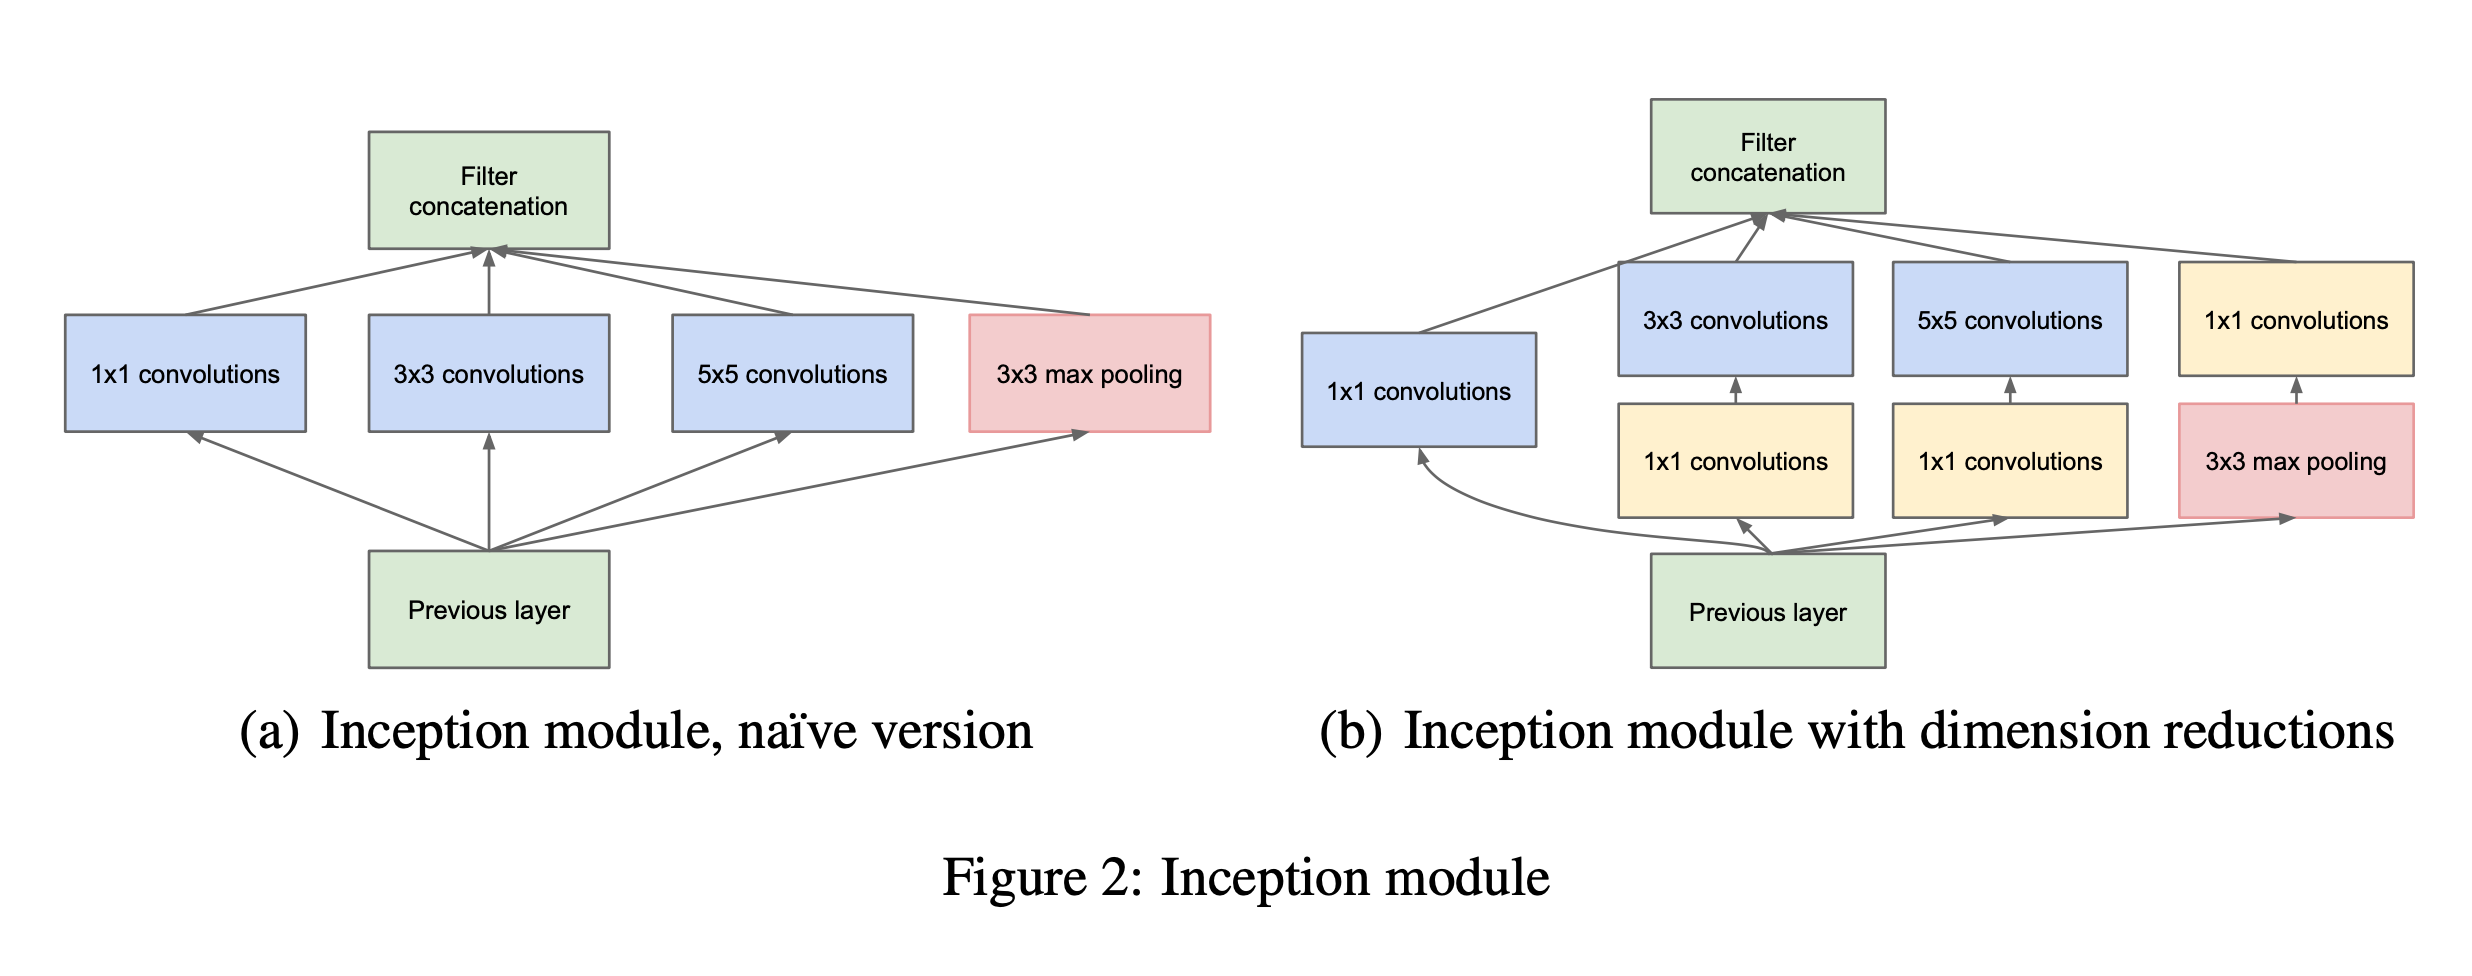 Filter
concatenation
1x1 convolutions
3x3 convolutions
5x5 convolutions
3x3 max pooling
Previous layer
(a) Inception module, naïve version
Filter
concatenation
3x3 convolutions
5x5 convolutions
1x1 convolutions
1x1 convolutions
1x1 convolutions
1x1 convolutions
3x3 max pooling
Previous layer
(b) Inception module with dimension reductions
Figure 2: Inception module